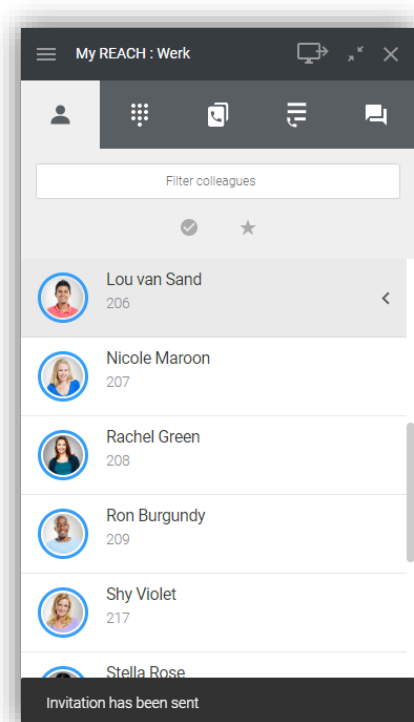 My REACH : Werk
Filter colleagues
Lou van Sand
206
Nicole Maroon
207
Rachel Green
208
Ron Burgundy
209
Shy Violet
217
Stella Rose
Invitation has been sent